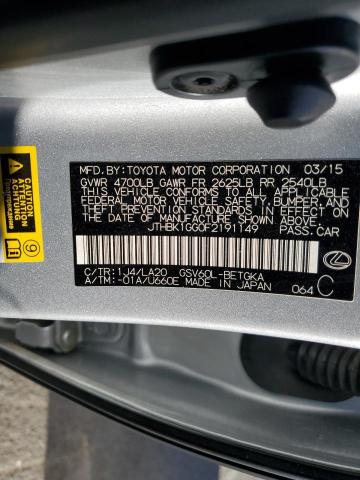 MFD. BY: TOYOTA MOTOR CORPORATION 03/15
GVWR 4700LB GAWR FR 2625LB RR 2540LB
THIS VEHICLE CONFORMS TO ALL APPLICABLE
FEDERAL MOTOR VEHICLE SAFETY, BUMPER, AND
THEFT PREVENTION STANDARDS IN EFFECT ON
THE DATE OF MANUFACTURE SHOWN ABOVE.
JTHBK1GG0F2191149 PASS. CAR
C/TR: 1J4/LA20 GSV60L-BETGKA
A/TM: -01A/U660E MADE IN JAPAN 064 C
CAUTION
9